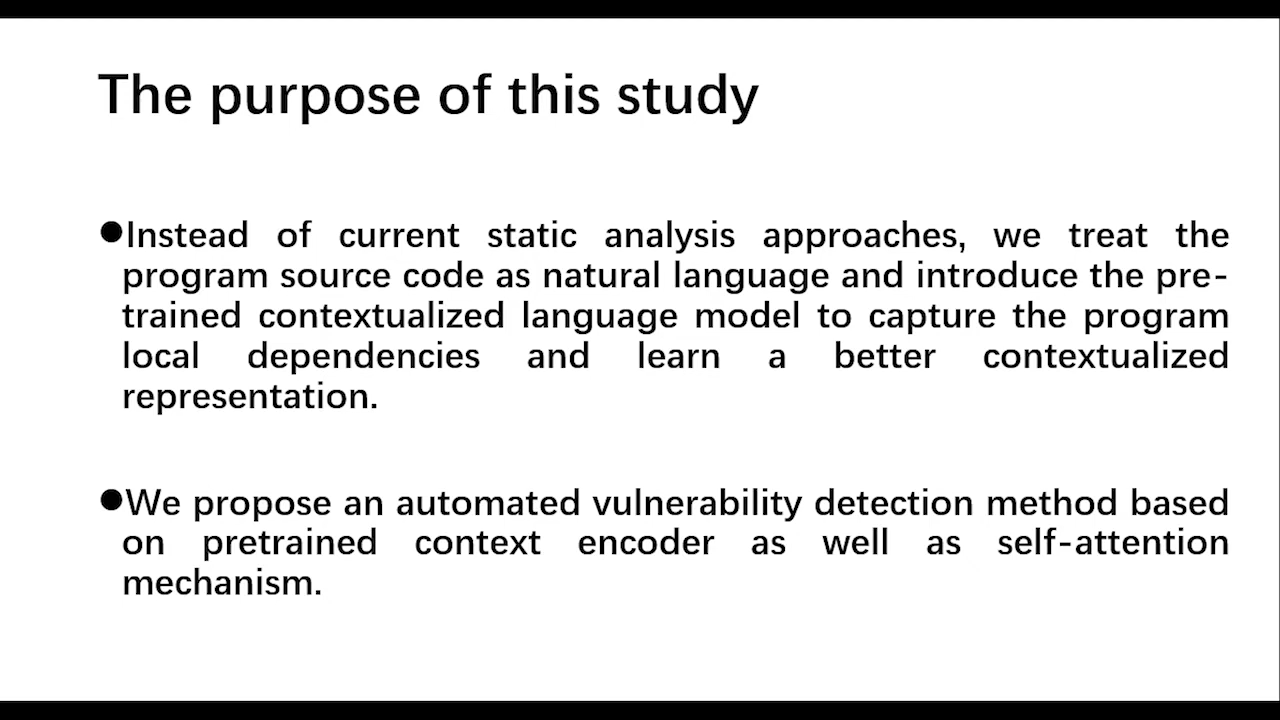 The purpose of this study
●Instead of current static analysis approaches, we treat the
program source code as natural language and introduce the pre-
trained contextualized language model to capture the program
local dependencies and learn a better contextualized
representation.
●We propose an automated vulnerability detection method based
on pretrained context encoder as well as self-attention
mechanism.